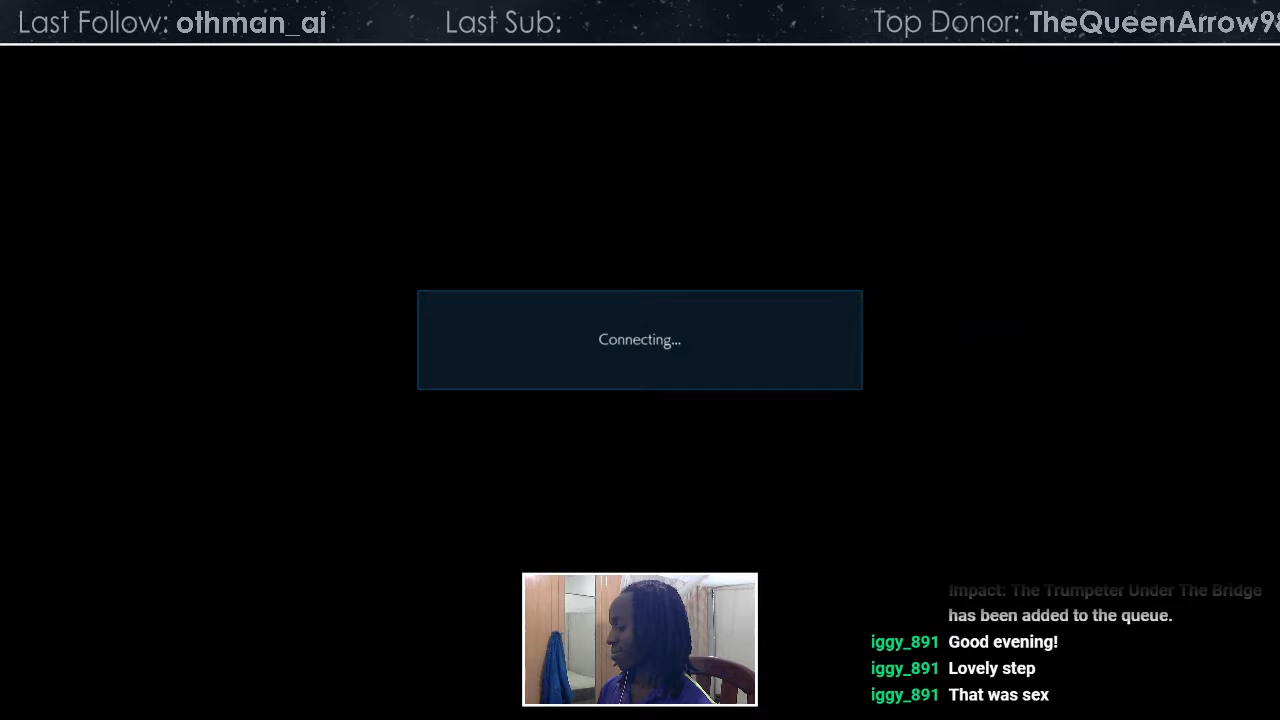 Last Follow: othman_ai
Last Sub:
Top Donor: TheQueenArrow9
Connecting...
Impact: The Trumpeter Under The Bridge
has been added to the queue.
iggy_891 Good evening!
iggy_891 Lovely step
iggy_891 That was sex